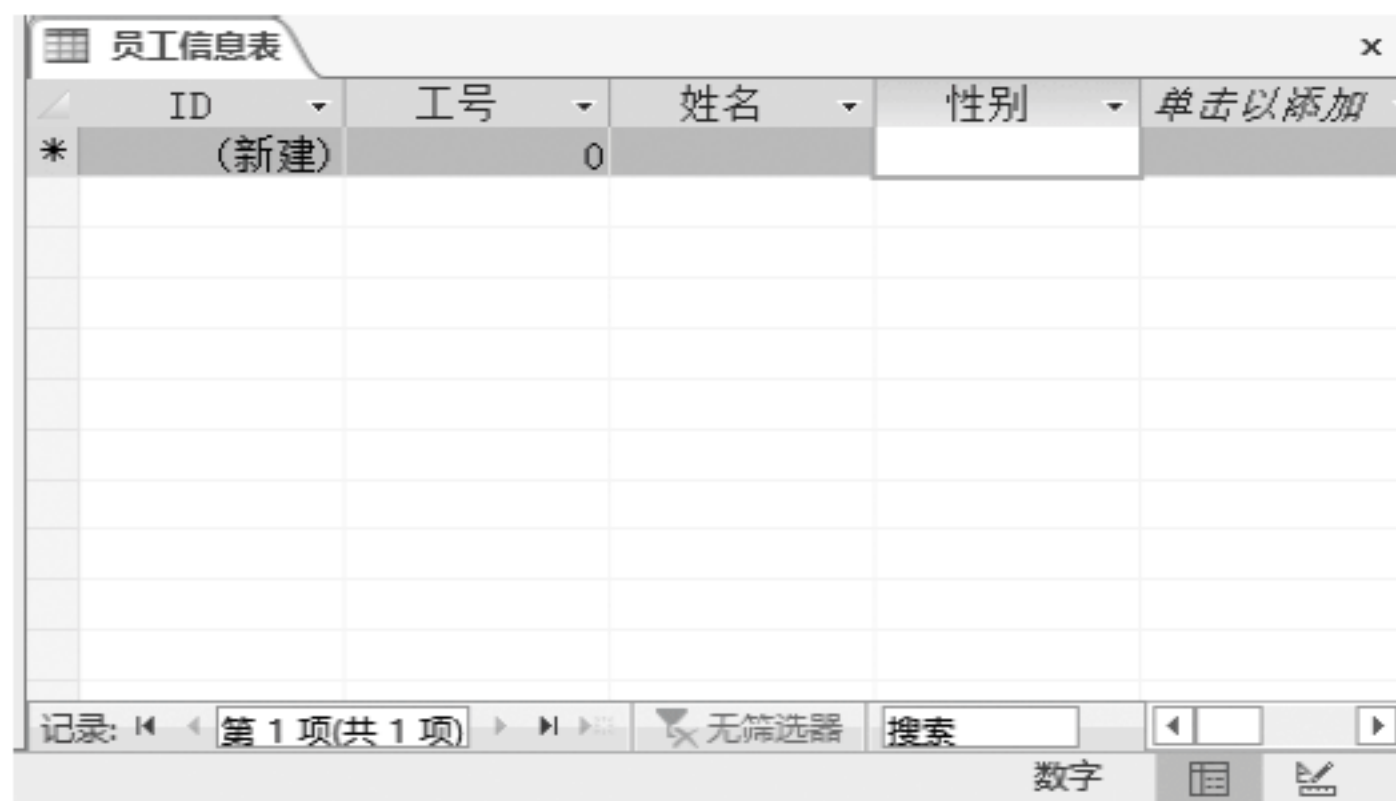 员工信息表
ID 工号 姓名 性别 单击以添加
* (新建) 0
记录: 第 1 项(共 1 项) 无筛选器 搜索
数字